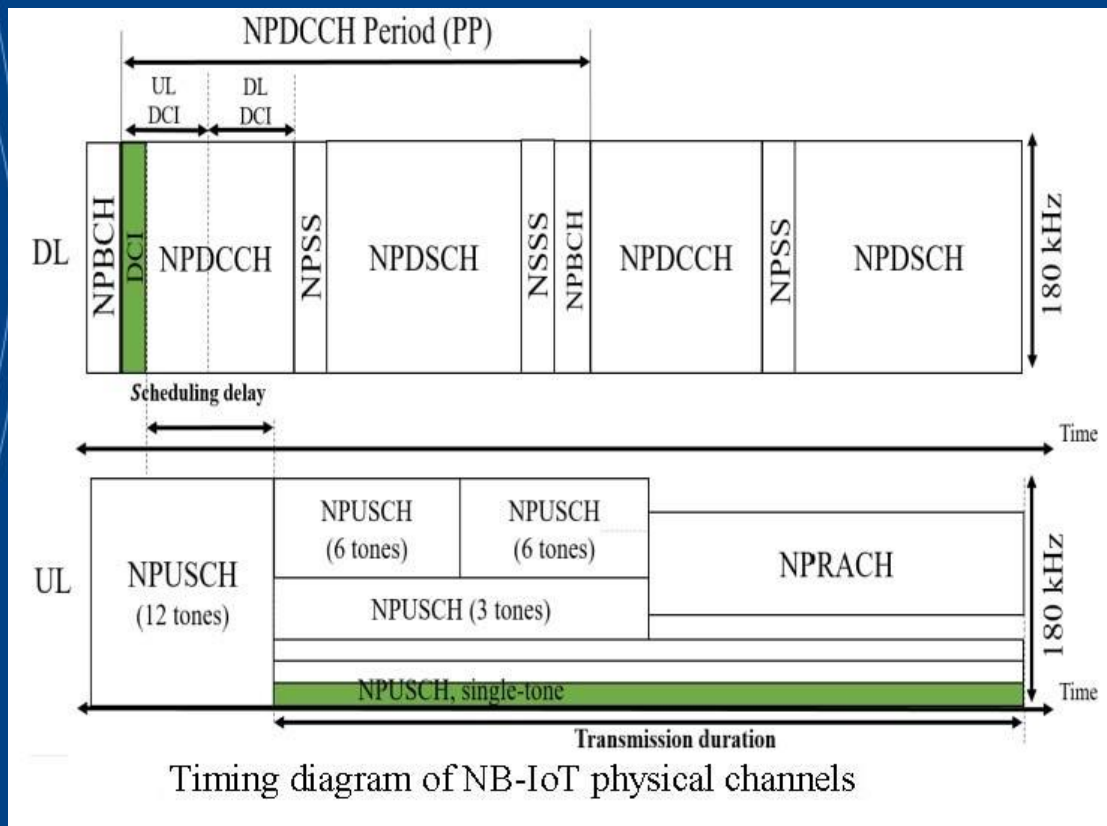 NPDCCH Period (PP)
UL
DCI
DL
DCI
DL
NPBCH
DCI
NPDCCH
NPSS
NPDSCH
NSSS
NPBCH
NPDCCH
NPSS
NPDSCH
180 kHz
Scheduling delay
Time
UL
NPUSCH
(12 tones)
NPUSCH
(6 tones)
NPUSCH
(6 tones)
NPUSCH (3 tones)
NPRACH
180 kHz
NPUSCH, single-tone
Time
Transmission duration
Timing diagram of NB-IoT physical channels